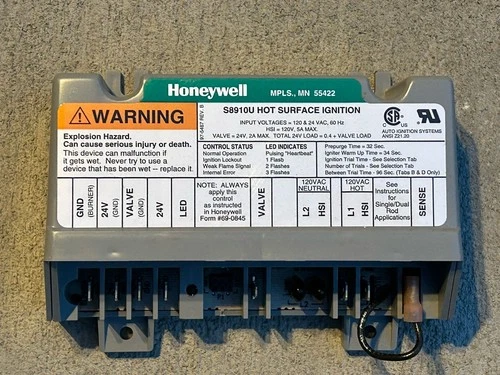 Honeywell MPLS., MN 55422
WARNING
Explosion Hazard.
Can cause serious injury or death.
This device can malfunction if
it gets wet. Never try to use a
device that has been wet -- replace it.
S8910U HOT SURFACE IGNITION
INPUT VOLTAGES = 120 & 24 VAC, 60 Hz
HSI = 120V, 5A MAX.
VALVE = 24V, 2A MAX. TOTAL 24V LOAD = 0.4 + VALVE LOAD
AUTO IGNITION SYSTEMS
ANS Z21.20
CONTROL STATUS LED INDICATES
Normal Operation Pulsing "Heartbeat"
Ignition Lockout 1 Flash
Weak Flame Signal 2 Flashes
Internal Error 3 Flashes
Prepurge Time = 32 Sec.
Igniter Warm Up Time = 34 Sec.
Ignition Trial Time - See Selection Tab
Number of Trials - See Selection Tab
Between Trial Time - 96 Sec. (Tabs B & D Only)
GND
(BURNER)
24V
(GND)
VALVE
(GND)
24V
LED
NOTE: ALWAYS
apply this
control
as instructed
in Honeywell
Form #69-0845
VALVE
120VAC
NEUTRAL
L2
HSI
120VAC
HOT
L1
HSI
See
Instructions
for
Single/Dual
Rod
Applications
SENSE